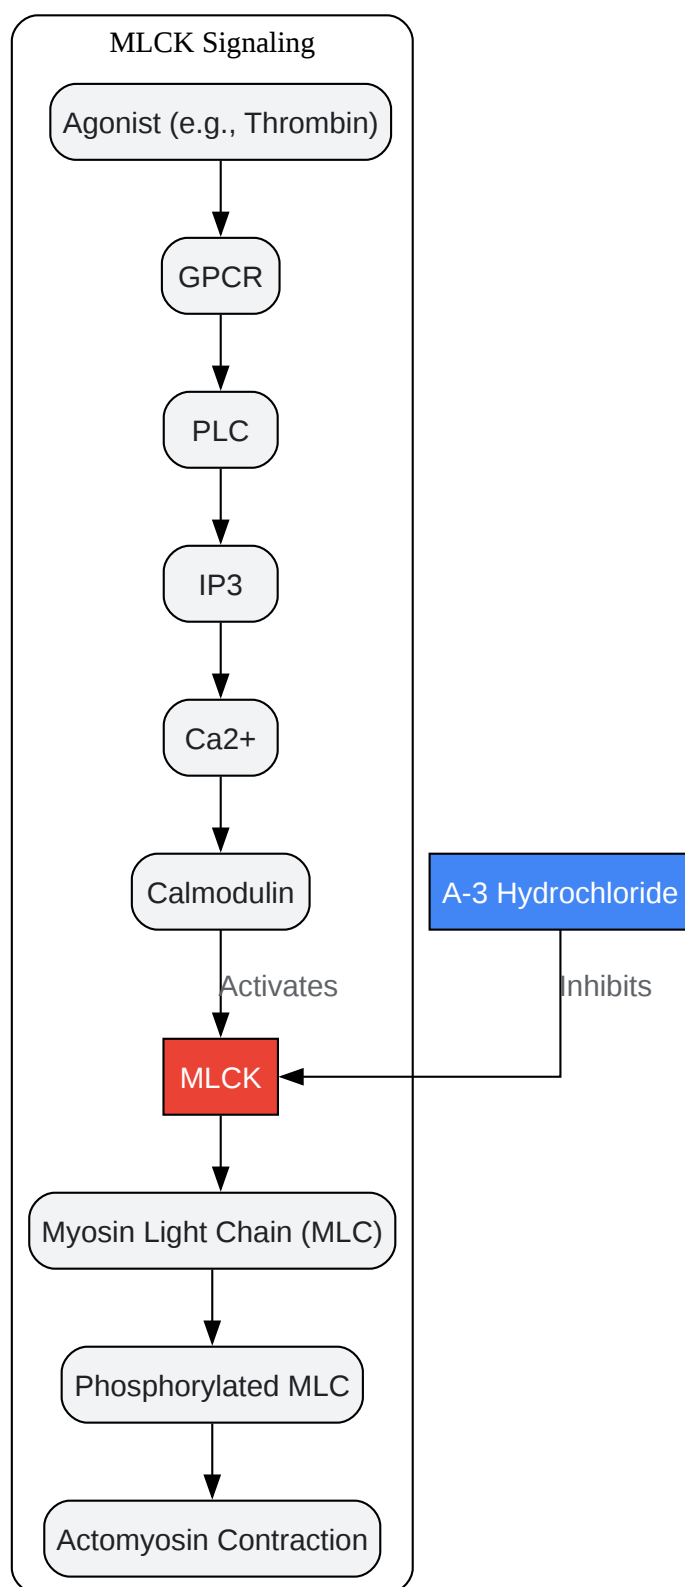 MLCK Signaling
Agonist (e.g., Thrombin)
GPCR
PLC
IP3
Ca2+
Calmodulin
A-3 Hydrochloride
Activates
Inhibits
MLCK
Myosin Light Chain (MLC)
Phosphorylated MLC
Actomyosin Contraction